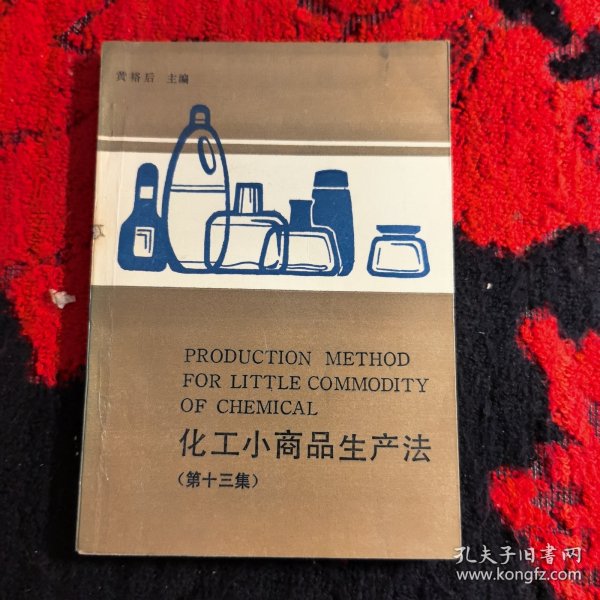 黄裕后 主编
PRODUCTION METHOD
FOR LITTLE COMMODITY
OF CHEMICAL
化工小商品生产法
（第十三集）
孔夫子旧书网
www.kongfz.com